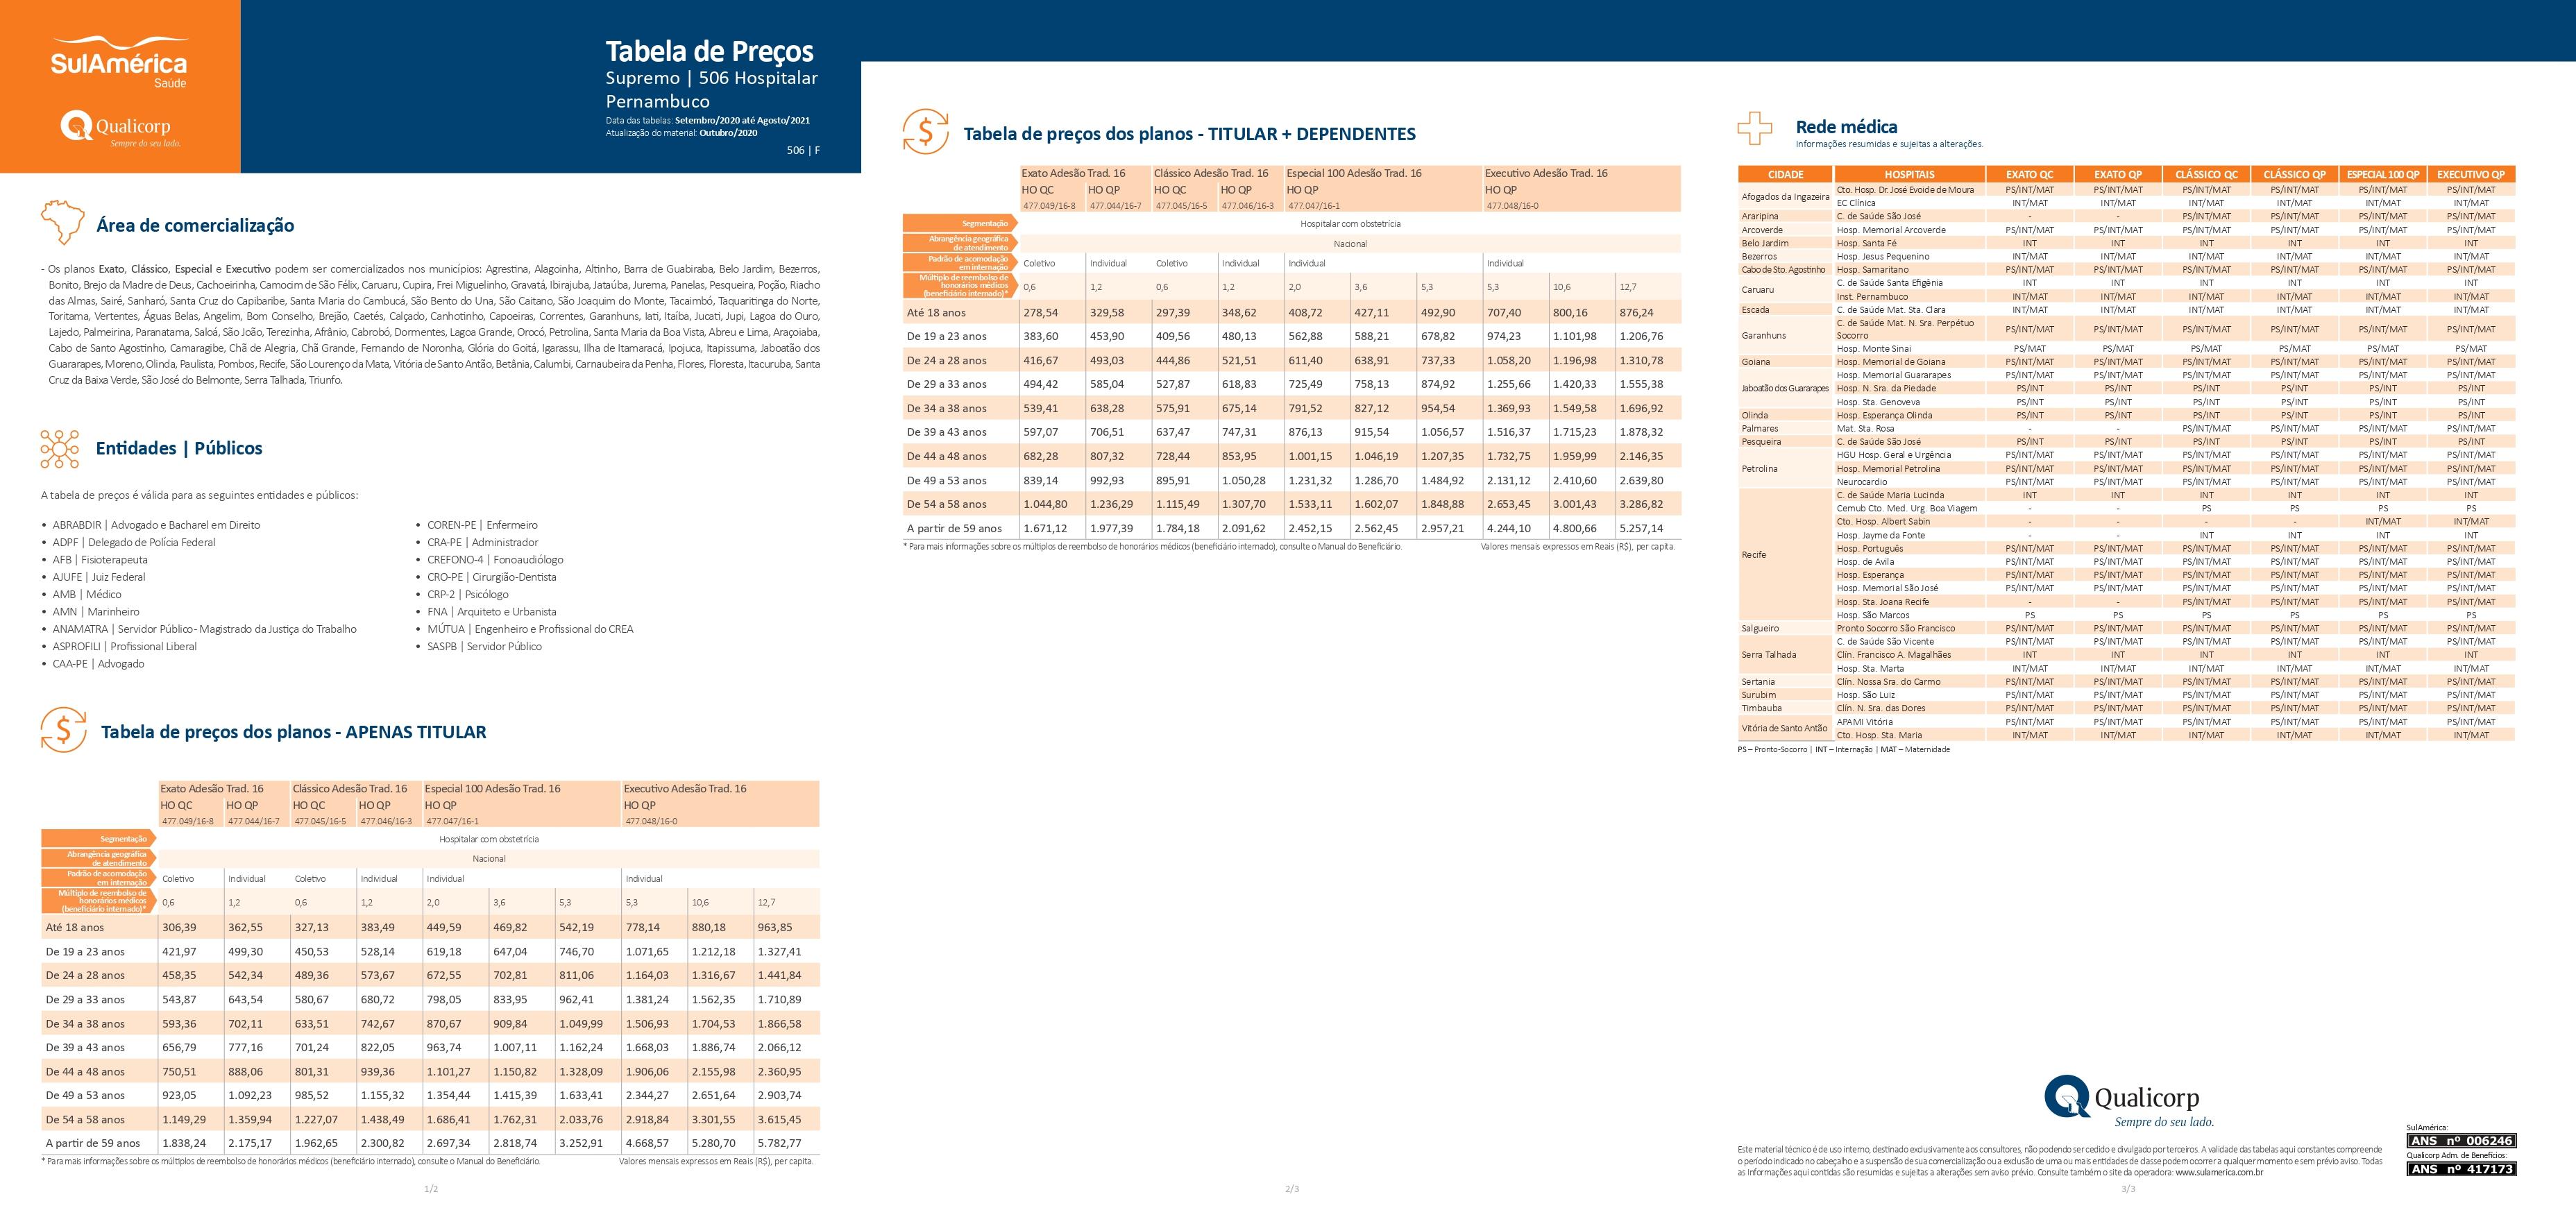 SulAmérica
Saúde
Qualicorp
Sempre do seu lado.
Tabela de Preços
Supremo | 506 Hospitalar
Pernambuco
Data das tabelas: Setembro/2020 até Agosto/2021
Atualização do material: Outubro/2020
506 | F
Área de comercialização
- Os planos Exato, Clássico, Especial e Executivo podem ser comercializados nos municípios: Agrestina, Alagoinha, Altinho, Barra de Guabiraba, Belo Jardim, Bezerros,
Bonito, Brejo da Madre de Deus, Cachoeirinha, Camocim de São Félix, Caruaru, Cupira, Frei Miguelinho, Gravatá, Ibirajuba, Jataúba, Jurema, Panelas, Pesqueira, Poção, Riacho
das Almas, Sairé, Sanharó, Santa Cruz do Capibaribe, Santa Maria do Cambucá, São Bento do Una, São Caitano, São Joaquim do Monte, Tacaimbó, Taquaritinga do Norte,
Toritama, Vertentes, Águas Belas, Angelim, Bom Conselho, Brejão, Caetés, Calçado, Canhotinho, Capoeiras, Correntes, Garanhuns, Iati, Itaíba, Jucati, Jupi, Lagoa do Ouro,
Lajedo, Palmeirina, Paranatama, Saloá, São João, Terezinha, Afrânio, Cabrobó, Dormentes, Lagoa Grande, Orocó, Petrolina, Santa Maria da Boa Vista, Abreu e Lima, Araçoiaba,
Cabo de Santo Agostinho, Camaragibe, Chã de Alegria, Chã Grande, Fernando de Noronha, Glória do Goitá, Igarassu, Ilha de Itamaracá, Ipojuca, Itapissuma, Jaboatão dos
Guararapes, Moreno, Olinda, Paulista, Pombos, Recife, São Lourenço da Mata, Vitória de Santo Antão, Betânia, Calumbi, Carnaubeira da Penha, Flores, Floresta, Itacuruba, Santa
Cruz da Baixa Verde, São José do Belmonte, Serra Talhada, Triunfo.
Entidades | Públicos
A tabela de preços é válida para as seguintes entidades e públicos:
• ABRABDIR | Advogado e Bacharel em Direito
• ADPF | Delegado de Polícia Federal
• AFB | Fisioterapeuta
• AJUFE | Juiz Federal
• AMB | Médico
• AMN | Marinheiro
• ANAMATRA | Servidor Público - Magistrado da Justiça do Trabalho
• ASPROFILI | Profissional Liberal
• CAA-PE | Advogado
• COREN-PE | Enfermeiro
• CRA-PE | Administrador
• CREFONO-4 | Fonoaudiólogo
• CRO-PE | Cirurgião-Dentista
• CRP-2 | Psicólogo
• FNA | Arquiteto e Urbanista
• MÚTUA | Engenheiro e Profissional do CREA
• SASPB | Servidor Público
Tabela de preços dos planos - APENAS TITULAR
Exato Adesão Trad. 16 Clássico Adesão Trad. 16 Especial 100 Adesão Trad. 16 Executivo Adesão Trad. 16
HO QC HO QP HO QC HO QP HO QP HO QP
477.049/16-8 477.044/16-7 477.045/16-5 477.046/16-3 477.047/16-1 477.048/16-0
Segmentação Hospitalar com obstetrícia
Abrangência geográfica
de atendimento Nacional
Padrão de acomodação
em internação Coletivo Individual Coletivo Individual Individual Individual
Múltiplo de reembolso de
honorários médicos
(beneficiário internado)* 0,6 1,2 0,6 1,2 2,0 3,6 5,3 5,3 10,6 12,7
Até 18 anos 306,39 362,55 327,13 383,49 449,59 469,82 542,19 778,14 880,18 963,85
De 19 a 23 anos 421,97 499,30 450,53 528,14 619,18 647,04 746,70 1.071,65 1.212,18 1.327,41
De 24 a 28 anos 458,35 542,34 489,36 573,67 672,55 702,81 811,06 1.164,03 1.316,67 1.441,84
De 29 a 33 anos 543,87 643,54 580,67 680,72 798,05 833,95 962,41 1.381,24 1.562,35 1.710,89
De 34 a 38 anos 593,36 702,11 633,51 742,67 870,67 909,84 1.049,99 1.506,93 1.704,53 1.866,58
De 39 a 43 anos 656,79 777,16 701,24 822,05 963,74 1.007,11 1.162,24 1.668,03 1.886,74 2.066,12
De 44 a 48 anos 750,51 888,06 801,31 939,36 1.101,27 1.150,82 1.328,09 1.906,06 2.155,98 2.360,95
De 49 a 53 anos 923,05 1.092,23 985,52 1.155,32 1.354,44 1.415,39 1.633,41 2.344,27 2.651,64 2.903,74
De 54 a 58 anos 1.149,29 1.359,94 1.227,07 1.438,49 1.686,41 1.762,31 2.033,76 2.918,84 3.301,55 3.615,45
A partir de 59 anos 1.838,24 2.175,17 1.962,65 2.300,82 2.697,34 2.818,74 3.252,91 4.668,57 5.280,70 5.782,77
* Para mais informações sobre os múltiplos de reembolso de honorários médicos (beneficiário internado), consulte o Manual do Beneficiário. Valores mensais expressos em Reais (R$), per capita.
1/2
Tabela de preços dos planos - TITULAR + DEPENDENTES
Exato Adesão Trad. 16 Clássico Adesão Trad. 16 Especial 100 Adesão Trad. 16 Executivo Adesão Trad. 16
HO QC HO QP HO QC HO QP HO QP HO QP
477.049/16-8 477.044/16-7 477.045/16-5 477.046/16-3 477.047/16-1 477.048/16-0
Segmentação Hospitalar com obstetrícia
Abrangência geográfica
de atendimento Nacional
Padrão de acomodação
em internação Coletivo Individual Coletivo Individual Individual Individual
Múltiplo de reembolso de
honorários médicos
(beneficiário internado)* 0,6 1,2 0,6 1,2 2,0 3,6 5,3 5,3 10,6 12,7
Até 18 anos 278,54 329,58 297,39 348,62 408,72 427,11 492,90 707,40 800,16 876,24
De 19 a 23 anos 383,60 453,90 409,56 480,13 562,88 588,21 678,82 974,23 1.101,98 1.206,76
De 24 a 28 anos 416,67 493,03 444,86 521,51 611,40 638,91 737,33 1.058,20 1.196,98 1.310,78
De 29 a 33 anos 494,42 585,04 527,87 618,83 725,49 758,13 874,92 1.255,66 1.420,33 1.555,38
De 34 a 38 anos 539,41 638,28 575,91 675,14 791,52 827,12 954,54 1.369,93 1.549,58 1.696,92
De 39 a 43 anos 597,07 706,51 637,47 747,31 876,13 915,54 1.056,57 1.516,37 1.715,23 1.878,32
De 44 a 48 anos 682,28 807,32 728,44 853,95 1.001,15 1.046,19 1.207,35 1.732,75 1.959,99 2.146,35
De 49 a 53 anos 839,14 992,93 895,91 1.050,28 1.231,32 1.286,70 1.484,92 2.131,12 2.410,60 2.639,80
De 54 a 58 anos 1.044,80 1.236,29 1.115,49 1.307,70 1.533,11 1.602,07 1.848,88 2.653,45 3.001,43 3.286,82
A partir de 59 anos 1.671,12 1.977,39 1.784,18 2.091,62 2.452,15 2.562,45 2.957,21 4.244,10 4.800,66 5.257,14
* Para mais informações sobre os múltiplos de reembolso de honorários médicos (beneficiário internado), consulte o Manual do Beneficiário. Valores mensais expressos em Reais (R$), per capita.
2/3
Rede médica
Informações resumidas e sujeitas a alterações.
CIDADE HOSPITAIS EXATO QC EXATO QP CLÁSSICO QC CLÁSSICO QP ESPECIAL 100 QP EXECUTIVO QP
Afogados da Ingazeira Cto. Hosp. Dr. José Evoide de Moura PS/INT/MAT PS/INT/MAT PS/INT/MAT PS/INT/MAT PS/INT/MAT PS/INT/MAT
EC Clínica INT/MAT INT/MAT INT/MAT INT/MAT INT/MAT INT/MAT
Araripina C. de Saúde São José - - PS/INT/MAT PS/INT/MAT PS/INT/MAT PS/INT/MAT
Arcoverde Hosp. Memorial Arcoverde PS/INT/MAT PS/INT/MAT PS/INT/MAT PS/INT/MAT PS/INT/MAT PS/INT/MAT
Belo Jardim Hosp. Santa Fé INT INT INT INT INT INT
Bezerros Hosp. Jesus Pequenino INT/MAT INT/MAT INT/MAT INT/MAT INT/MAT INT/MAT
Cabo de Sto. Agostinho Hosp. Samaritano PS/INT/MAT PS/INT/MAT PS/INT/MAT PS/INT/MAT PS/INT/MAT PS/INT/MAT
Caruaru C. de Saúde Santa Efigênia INT INT INT INT INT INT
Inst. Pernambuco INT/MAT INT/MAT INT/MAT INT/MAT INT/MAT INT/MAT
Escada C. de Saúde Mat. Sta. Clara INT/MAT INT/MAT INT/MAT INT/MAT INT/MAT INT/MAT
Garanhuns C. de Saúde Mat. N. Sra. Perpétuo
Socorro PS/INT/MAT PS/INT/MAT PS/INT/MAT PS/INT/MAT PS/INT/MAT PS/INT/MAT
Hosp. Monte Sinai PS/MAT PS/MAT PS/MAT PS/MAT PS/MAT PS/MAT
Goiana Hosp. Memorial de Goiana PS/INT/MAT PS/INT/MAT PS/INT/MAT PS/INT/MAT PS/INT/MAT PS/INT/MAT
Jaboatão dos Guararapes Hosp. Memorial Guararapes PS/INT/MAT PS/INT/MAT PS/INT/MAT PS/INT/MAT PS/INT/MAT PS/INT/MAT
Hosp. N. Sra. da Piedade PS/INT PS/INT PS/INT PS/INT PS/INT PS/INT
Hosp. Sta. Genoveva PS/INT PS/INT PS/INT PS/INT PS/INT PS/INT
Olinda Hosp. Esperança Olinda PS/INT PS/INT PS/INT PS/INT PS/INT PS/INT
Palmares Mat. Sta. Rosa - - PS/INT/MAT PS/INT/MAT PS/INT/MAT PS/INT/MAT
Pesqueira C. de Saúde São José PS/INT PS/INT PS/INT PS/INT PS/INT PS/INT
Petrolina HGU Hosp. Geral e Urgência PS/INT/MAT PS/INT/MAT PS/INT/MAT PS/INT/MAT PS/INT/MAT PS/INT/MAT
Hosp. Memorial Petrolina PS/INT/MAT PS/INT/MAT PS/INT/MAT PS/INT/MAT PS/INT/MAT PS/INT/MAT
Neurocardio PS/INT/MAT PS/INT/MAT PS/INT/MAT PS/INT/MAT PS/INT/MAT PS/INT/MAT
Recife C. de Saúde Maria Lucinda INT INT INT INT INT INT
Cemub Cto. Med. Urg. Boa Viagem - - PS PS PS PS
Cto. Hosp. Albert Sabin - - - - INT/MAT INT/MAT
Hosp. Jayme da Fonte - - INT INT INT INT
Hosp. Português PS/INT/MAT PS/INT/MAT PS/INT/MAT PS/INT/MAT PS/INT/MAT PS/INT/MAT
Hosp. de Avila PS/INT/MAT PS/INT/MAT PS/INT/MAT PS/INT/MAT PS/INT/MAT PS/INT/MAT
Hosp. Esperança PS/INT/MAT PS/INT/MAT PS/INT/MAT PS/INT/MAT PS/INT/MAT PS/INT/MAT
Hosp. Memorial São José PS/INT/MAT PS/INT/MAT PS/INT/MAT PS/INT/MAT PS/INT/MAT PS/INT/MAT
Hosp. Sta. Joana Recife - - PS/INT/MAT PS/INT/MAT PS/INT/MAT PS/INT/MAT
Hosp. São Marcos PS PS PS PS PS PS
Salgueiro Pronto Socorro São Francisco PS/INT/MAT PS/INT/MAT PS/INT/MAT PS/INT/MAT PS/INT/MAT PS/INT/MAT
Serra Talhada C. de Saúde São Vicente PS/INT/MAT PS/INT/MAT PS/INT/MAT PS/INT/MAT PS/INT/MAT PS/INT/MAT
Clín. Francisco A. Magalhães INT INT INT INT INT INT
Hosp. Sta. Marta INT/MAT INT/MAT INT/MAT INT/MAT INT/MAT INT/MAT
Sertania Clín. Nossa Sra. do Carmo PS/INT/MAT PS/INT/MAT PS/INT/MAT PS/INT/MAT PS/INT/MAT PS/INT/MAT
Surubim Hosp. São Luiz PS/INT/MAT PS/INT/MAT PS/INT/MAT PS/INT/MAT PS/INT/MAT PS/INT/MAT
Timbauba Clín. N. Sra. das Dores PS/INT/MAT PS/INT/MAT PS/INT/MAT PS/INT/MAT PS/INT/MAT PS/INT/MAT
Vitória de Santo Antão APAMI Vitória PS/INT/MAT PS/INT/MAT PS/INT/MAT PS/INT/MAT PS/INT/MAT PS/INT/MAT
Cto. Hosp. Sta. Maria INT/MAT INT/MAT INT/MAT INT/MAT INT/MAT INT/MAT
PS – Pronto-Socorro | INT – Internação | MAT – Maternidade
Qualicorp
Sempre do seu lado.
Este material técnico é de uso interno, destinado exclusivamente aos consultores, não podendo ser cedido e divulgado por terceiros. A validade das tabelas aqui constantes compreende
o período indicado no cabeçalho e a suspensão de sua comercialização ou a exclusão de uma ou mais entidades de classe podem ocorrer a qualquer momento e sem prévio aviso. Todas
as Informações aqui contidas são resumidas e sujeitas a alterações sem aviso prévio. Consulte também o site da operadora: www.sulamerica.com.br
SulAmérica:
ANS nº 006246
Qualicorp Adm. de Benefícios:
ANS nº 417173
3/3